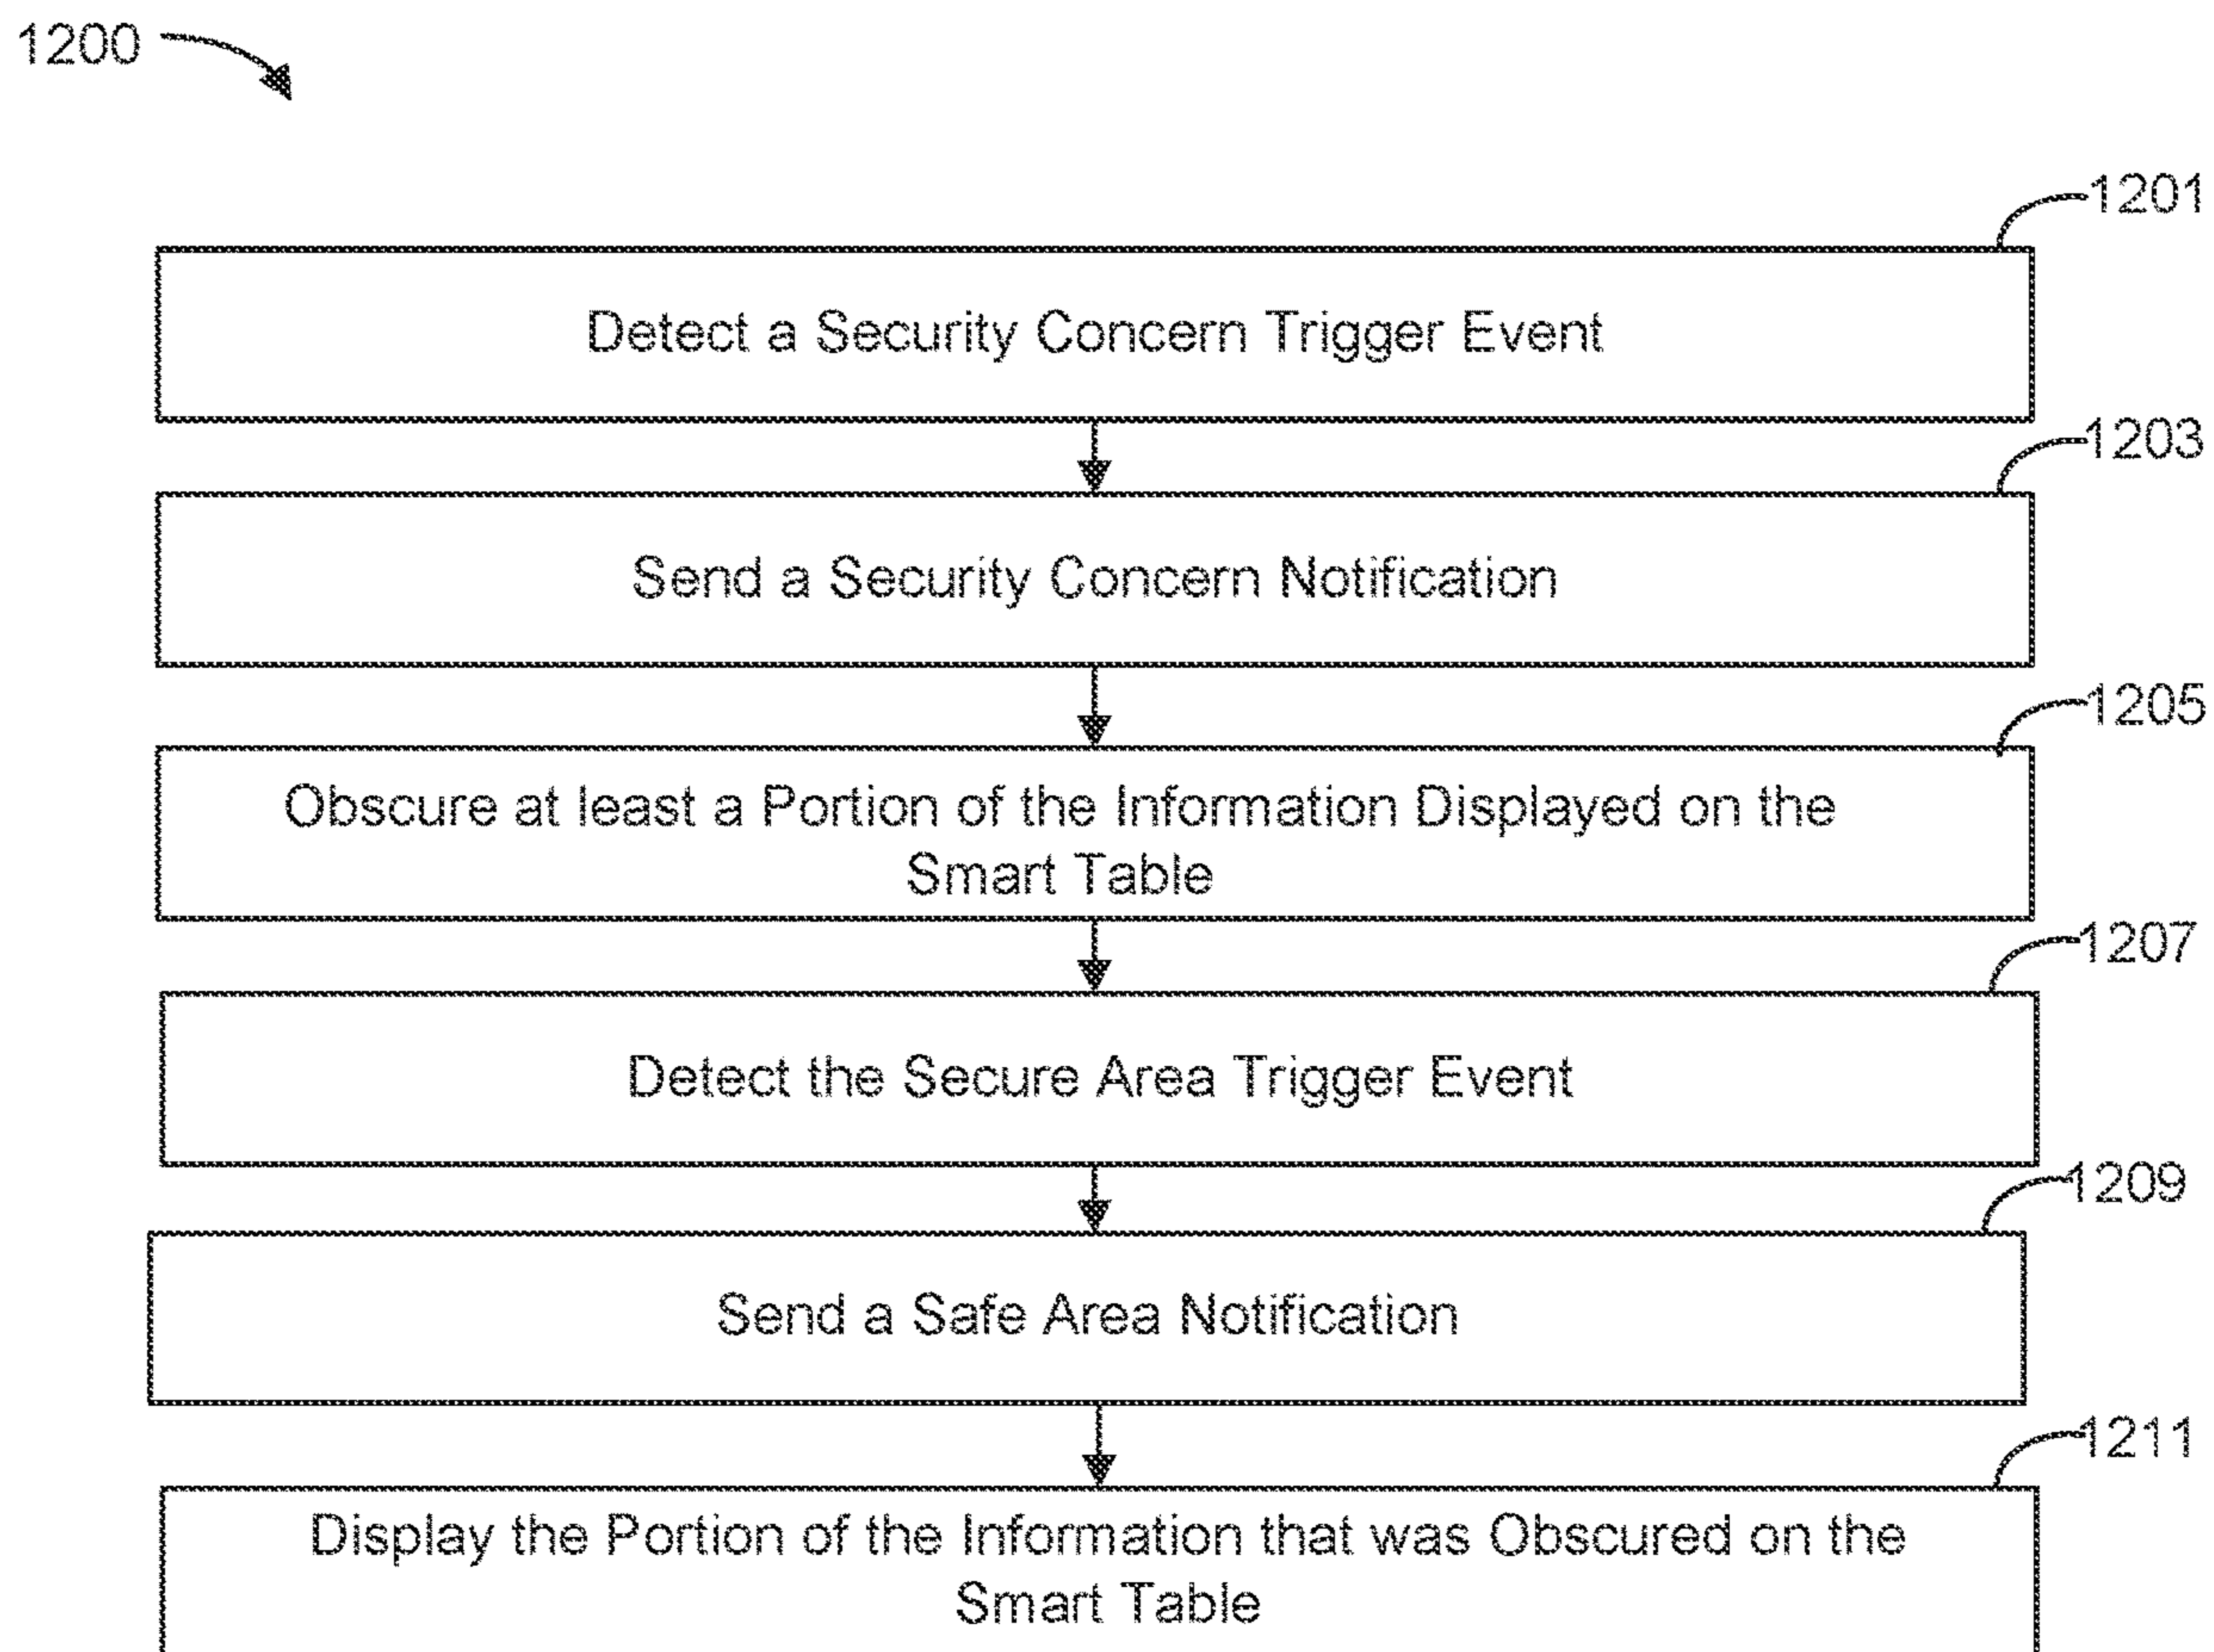 1200
1201
Detect a Security Concern Trigger Event
1203
Send a Security Concern Notification
1205
Obscure at least a Portion of the Information Displayed on the
Smart Table
1207
Detect the Secure Area Trigger Event
1209
Send a Safe Area Notification
1211
Display the Portion of the Information that was Obscured on the
Smart Table